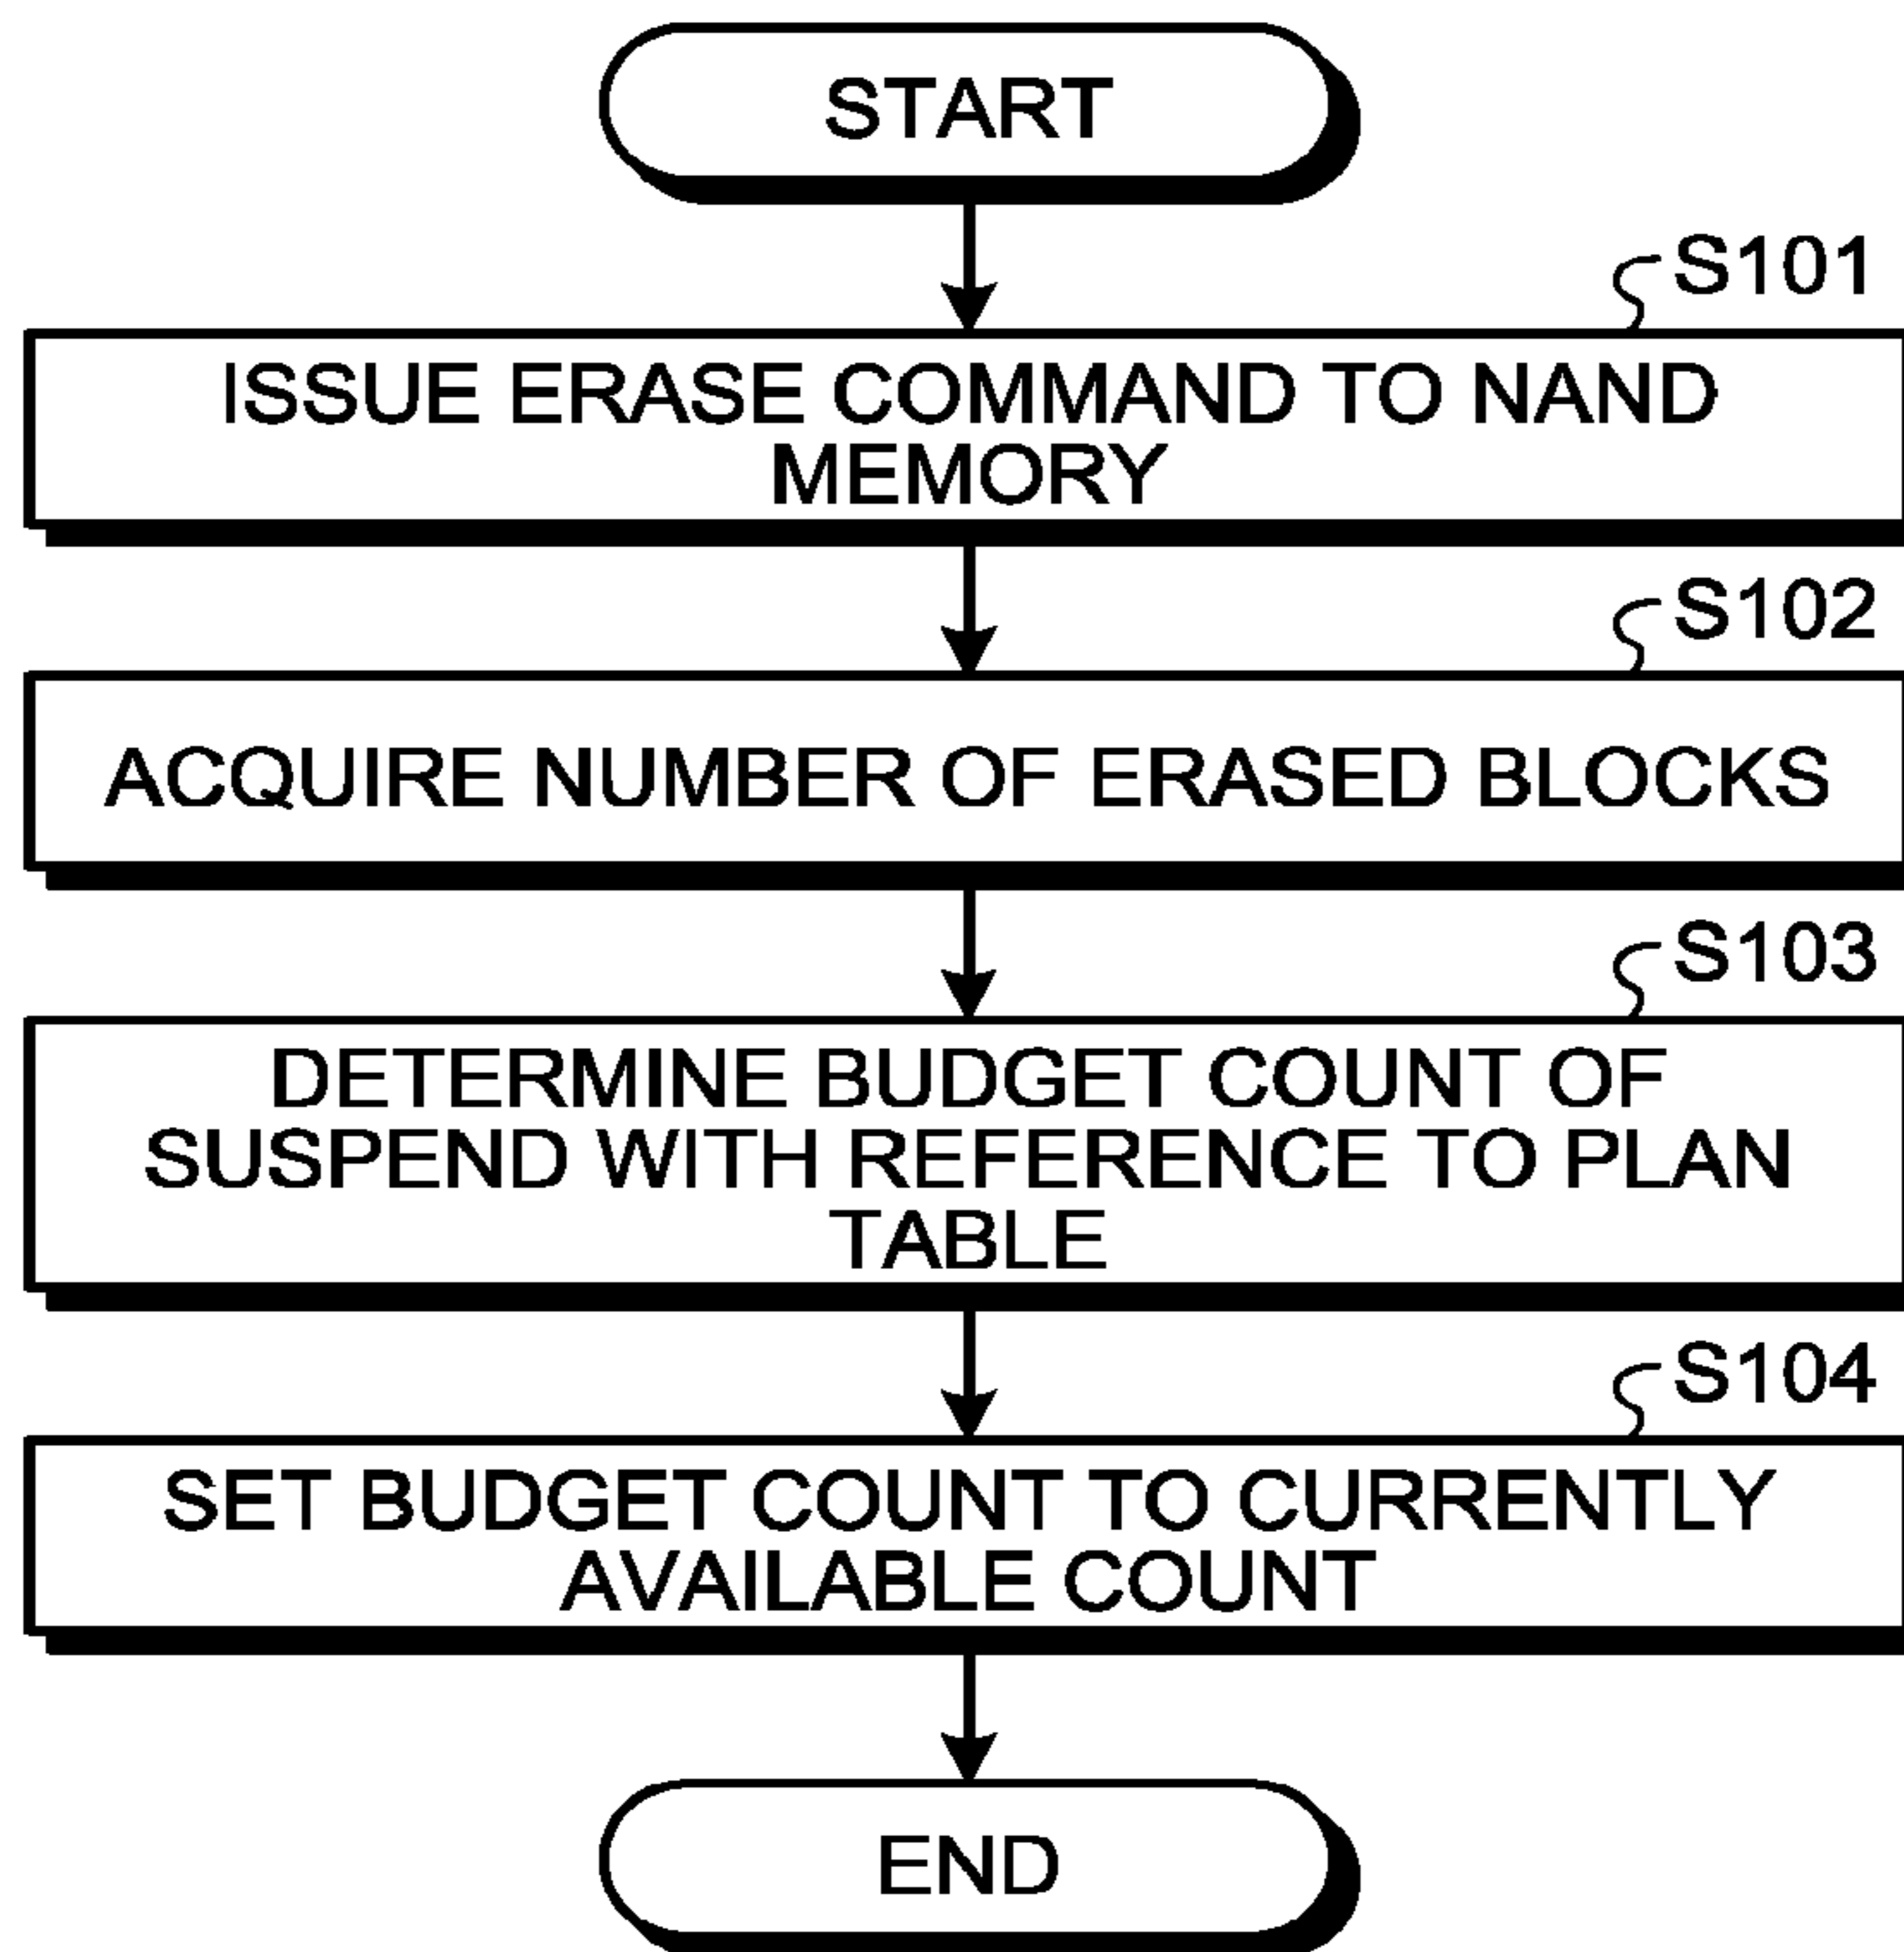 START
S101
ISSUE ERASE COMMAND TO NAND
MEMORY
S102
ACQUIRE NUMBER OF ERASED BLOCKS
S103
DETERMINE BUDGET COUNT OF
SUSPEND WITH REFERENCE TO PLAN
TABLE
S104
SET BUDGET COUNT TO CURRENTLY
AVAILABLE COUNT
END